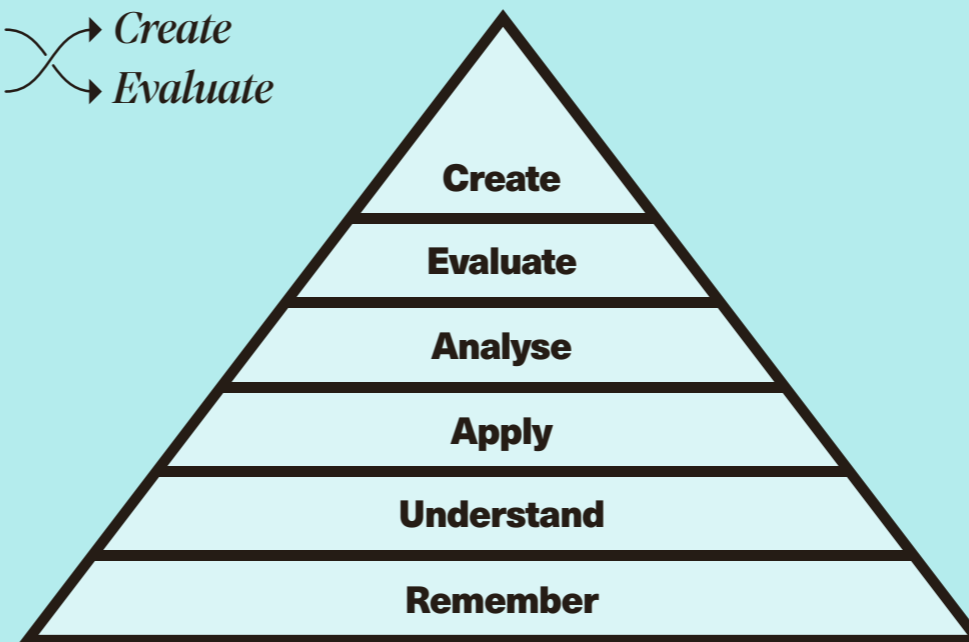 Create
Evaluate
Create
Evaluate
Analyse
Apply
Understand
Remember